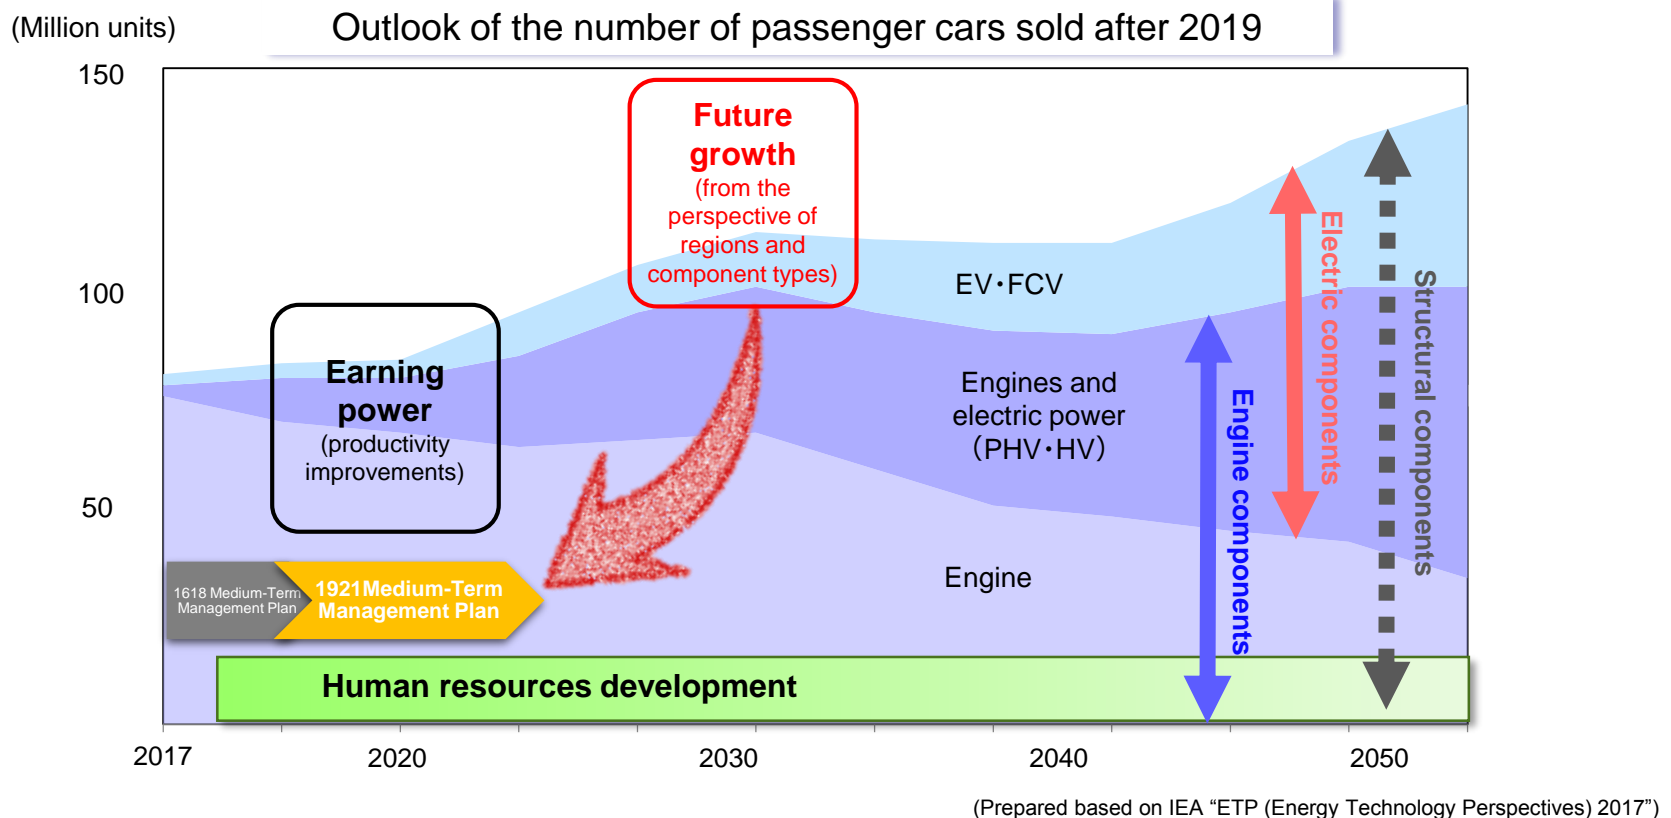 (Million units)
Outlook of the number of passenger cars sold after 2019
150
100
50
Future
growth
(from the
perspective of
regions and
component types)
Earning
power
(productivity
improvements)
EV・FCV
Engines and
electric power
（PHV・HV）
Engine
Engine components
Electric components
Structural components
1618 Medium-Term
Management Plan
1921Medium-Term
Management Plan
Human resources development
2017
2020
2030
2040
2050
(Prepared based on IEA “ETP (Energy Technology Perspectives) 2017”)